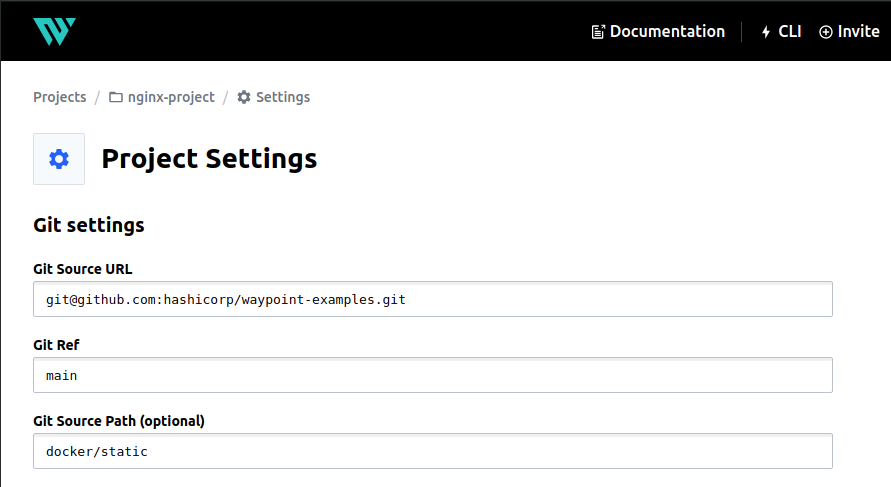 Documentation CLI Invite
Projects / nginx-project / Settings
Project Settings
Git settings
Git Source URL
git@github.com:hashicorp/waypoint-examples.git
Git Ref
main
Git Source Path (optional)
docker/static